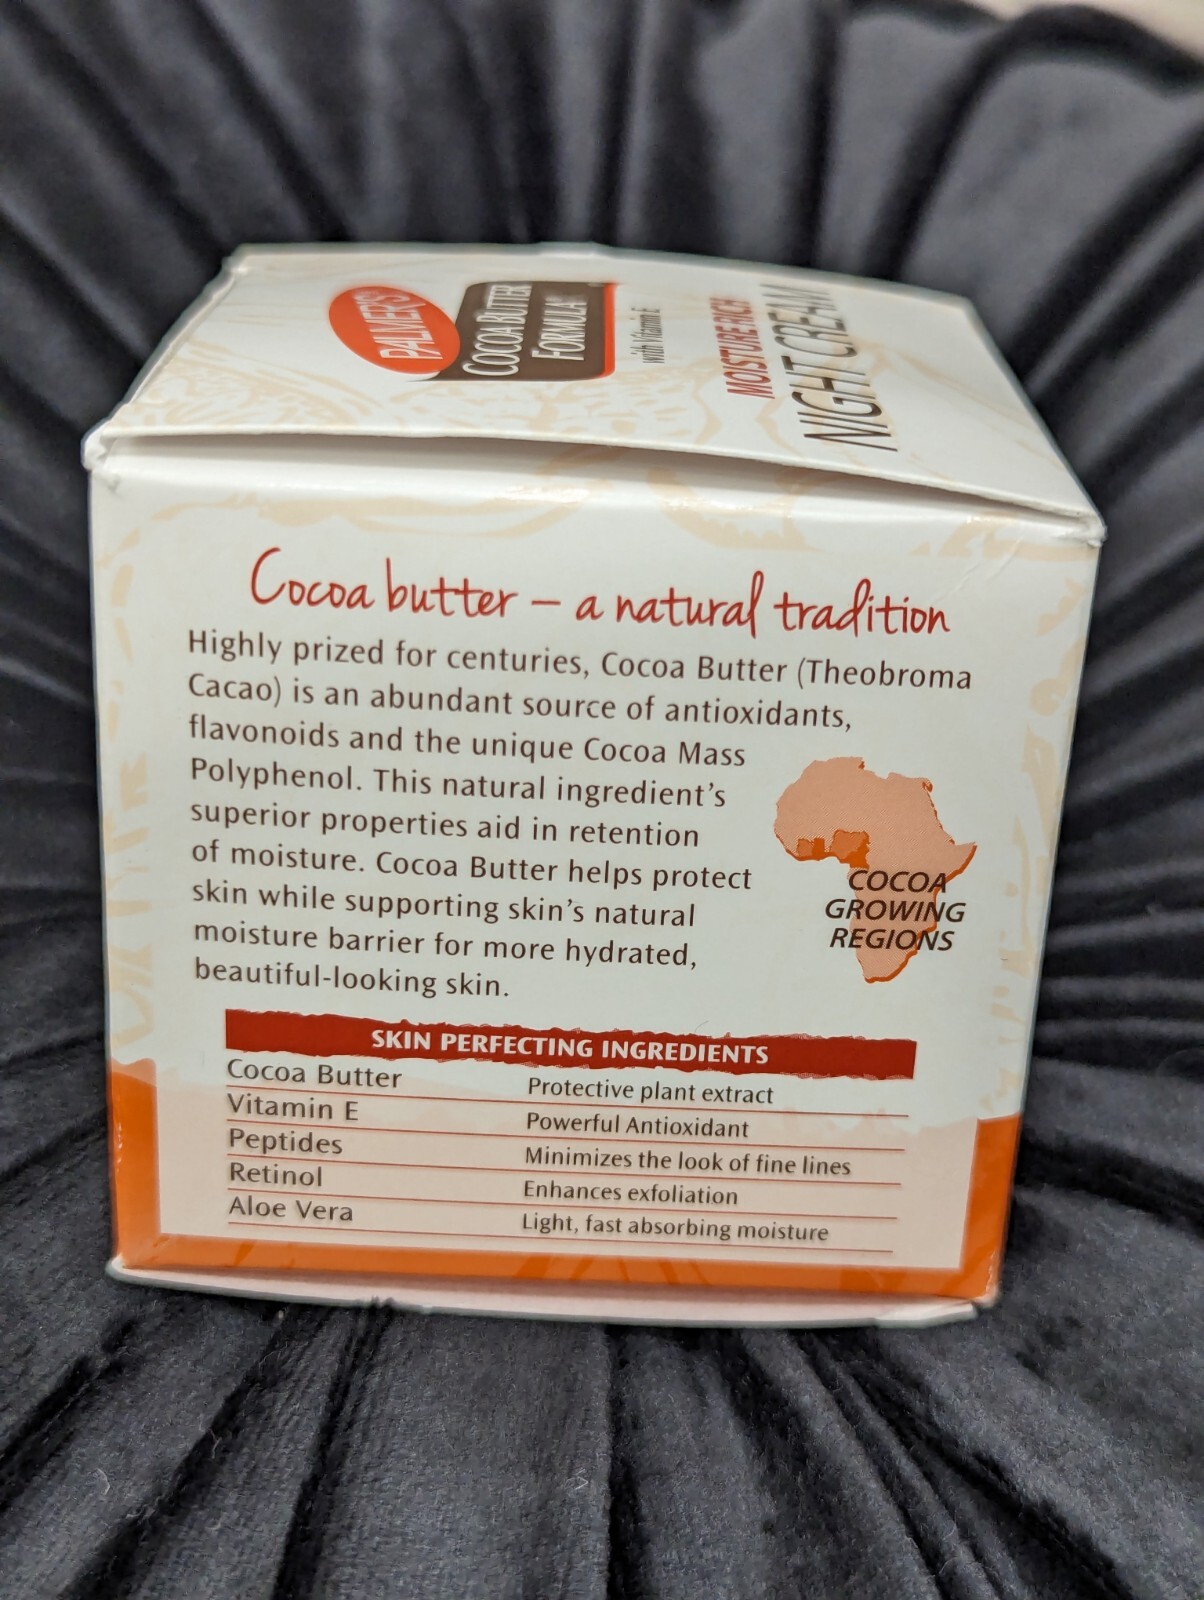 PALMER'S
COCOA BUTTER
FORMULA®
with Vitamin E
MOISTURE RICH
NIGHT CREAM
Cocoa butter – a natural tradition
Highly prized for centuries, Cocoa Butter (Theobroma
Cacao) is an abundant source of antioxidants,
flavonoids and the unique Cocoa Mass
Polyphenol. This natural ingredient's
superior properties aid in retention
of moisture. Cocoa Butter helps protect
skin while supporting skin's natural
moisture barrier for more hydrated,
beautiful-looking skin.
COCOA
GROWING
REGIONS
SKIN PERFECTING INGREDIENTS
Cocoa Butter Protective plant extract
Vitamin E Powerful Antioxidant
Peptides Minimizes the look of fine lines
Retinol Enhances exfoliation
Aloe Vera Light, fast absorbing moisture